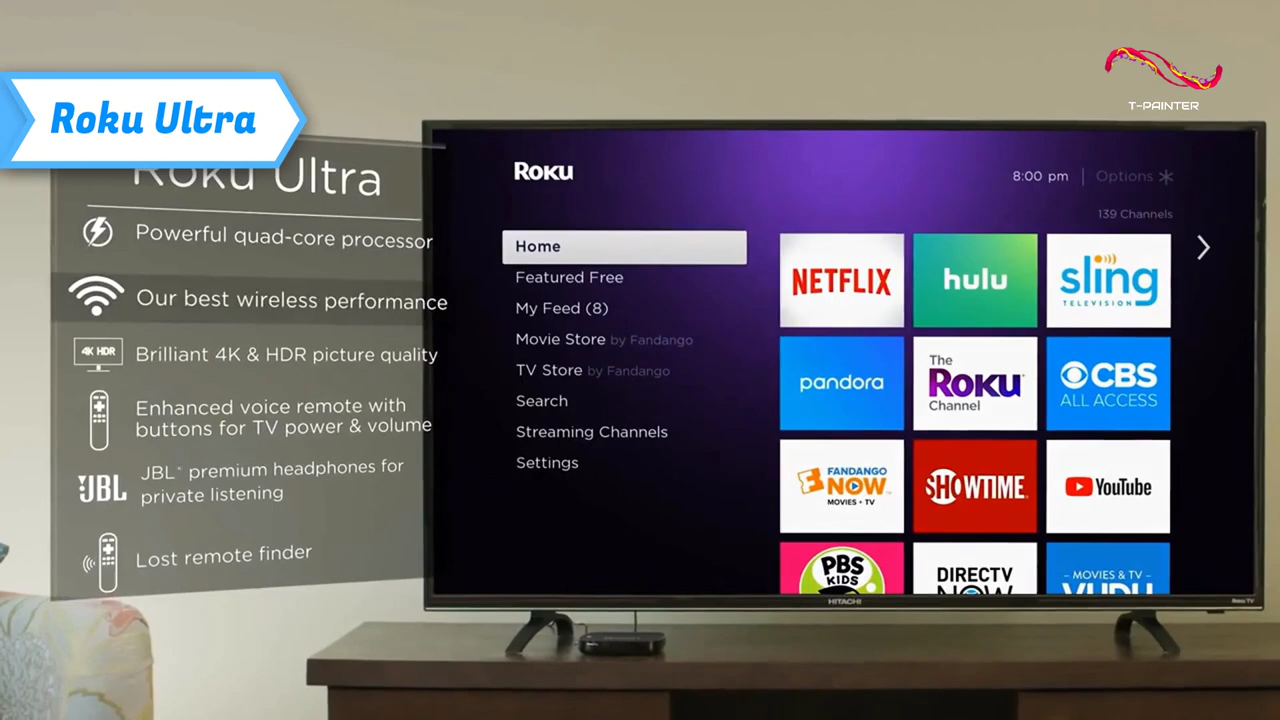 Roku Ultra
T-PAINTER
Roku Ultra
Powerful quad-core processor
Our best wireless performance
4K HDR
Brilliant 4K & HDR picture quality
Enhanced voice remote with
buttons for TV power & volume
JBL
JBL® premium headphones for
private listening
Lost remote finder
Roku
8:00 pm | Options
139 Channels
Home
Featured Free
My Feed (8)
Movie Store by Fandango
TV Store by Fandango
Search
Streaming Channels
Settings
NETFLIX
hulu
sling
TELEVISION
pandora
The
Roku
Channel
CBS
ALL ACCESS
FANDANGO
NOW
MOVIES + TV
SHOWTIME
YouTube
PBS
KIDS
DIRECTV
NOW
– MOVIES & TV –
VUDU
HITACHI
Roku TV